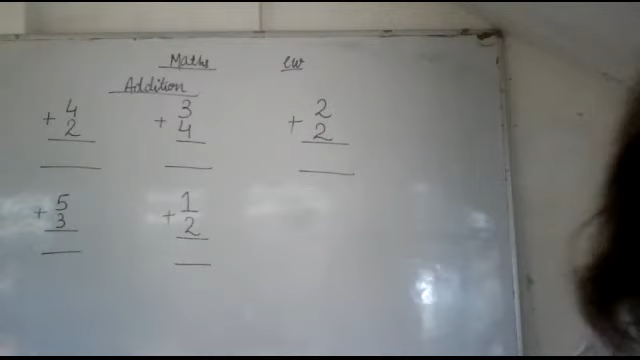 Maths CW
Addition
4 3 2
+ 2 + 4 + 2
5 1
+ 3 + 2